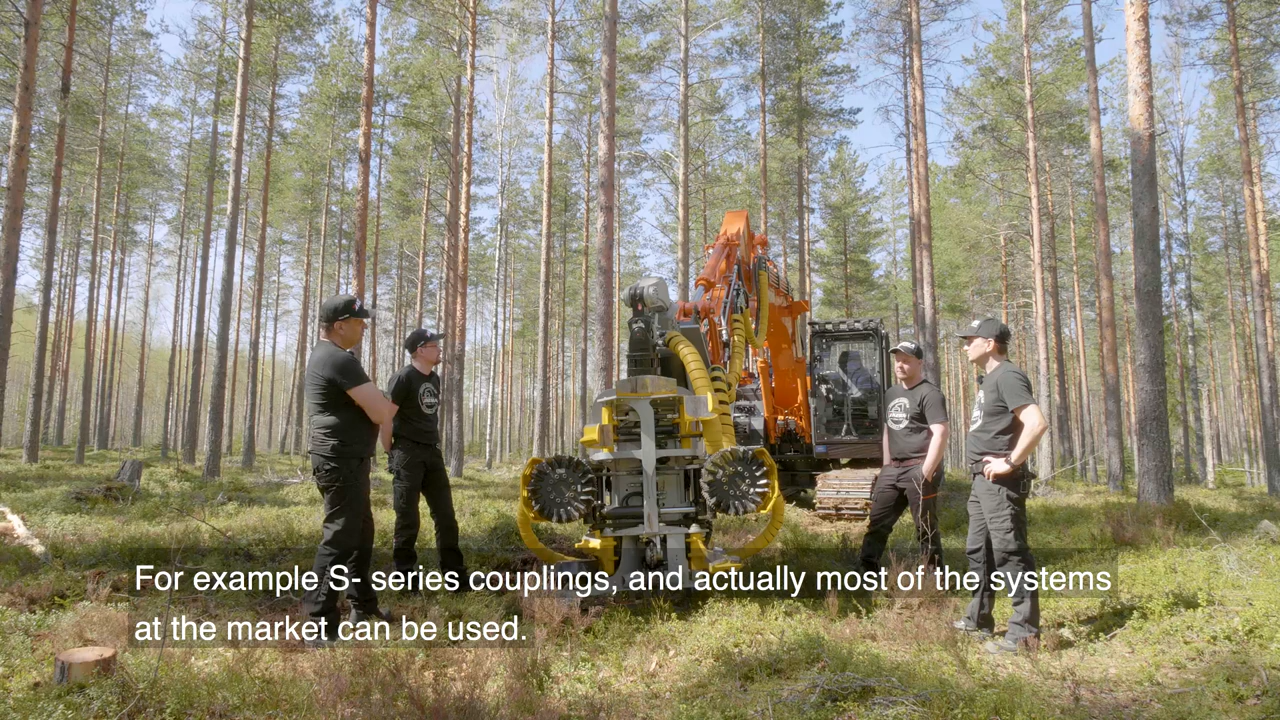 For example S- series couplings, and actually most of the systems
at the market can be used.